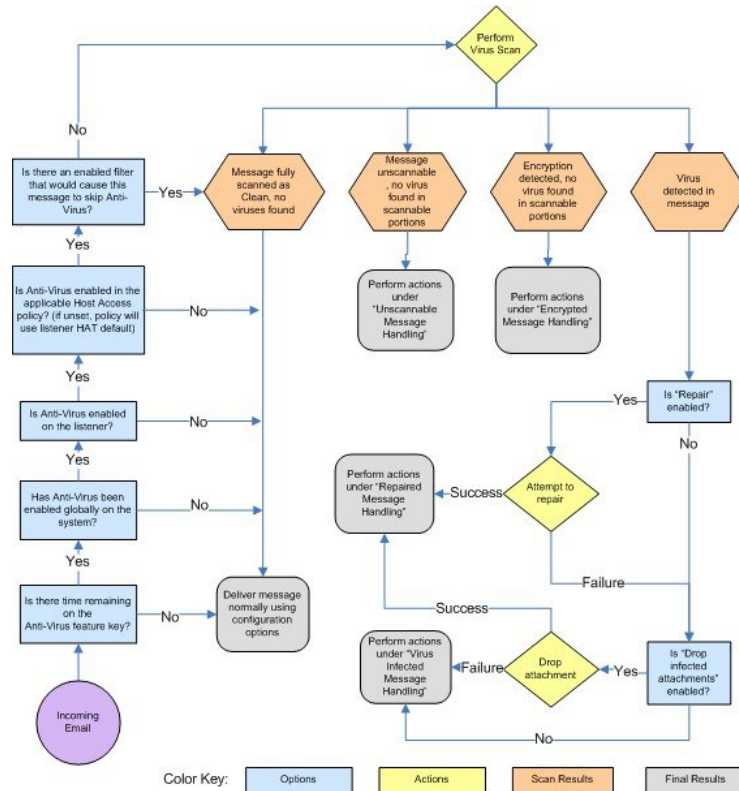 Perform
Virus Scan
No
Is there an enabled filter
that would cause this
message to skip Anti-
Virus?
Yes
Message fully
scanned as
Clean, no
viruses found
Message
unscannable
, no virus
found in
scannable
portions
Encryption
detected, no
virus found
in scannable
portions
Virus
detected in
message
Yes
Is Anti-Virus enabled in the
applicable Host Access
policy? (if unset, policy will
use listener HAT default)
No
Perform actions
under
“Unscannable
Message
Handling”
Perform actions
under “Encrypted
Message Handling”
Yes
Is Anti-Virus enabled
on the listener?
No
Is “Repair”
enabled?
Yes
No
Yes
Has Anti-Virus been
enabled globally on the
system?
No
Perform actions
under “Repaired
Message
Handling”
Success
Attempt to
repair
Failure
Yes
Is there time remaining
on the
Anti-Virus feature key?
No
Deliver message
normally using
configuration
options
Success
Perform actions
under “Virus
Infected
Message
Handling”
Failure
Drop
attachment
Yes
Is “Drop
infected
attachments”
enabled?
No
Incoming
Email
Color Key:
Options
Actions
Scan Results
Final Results